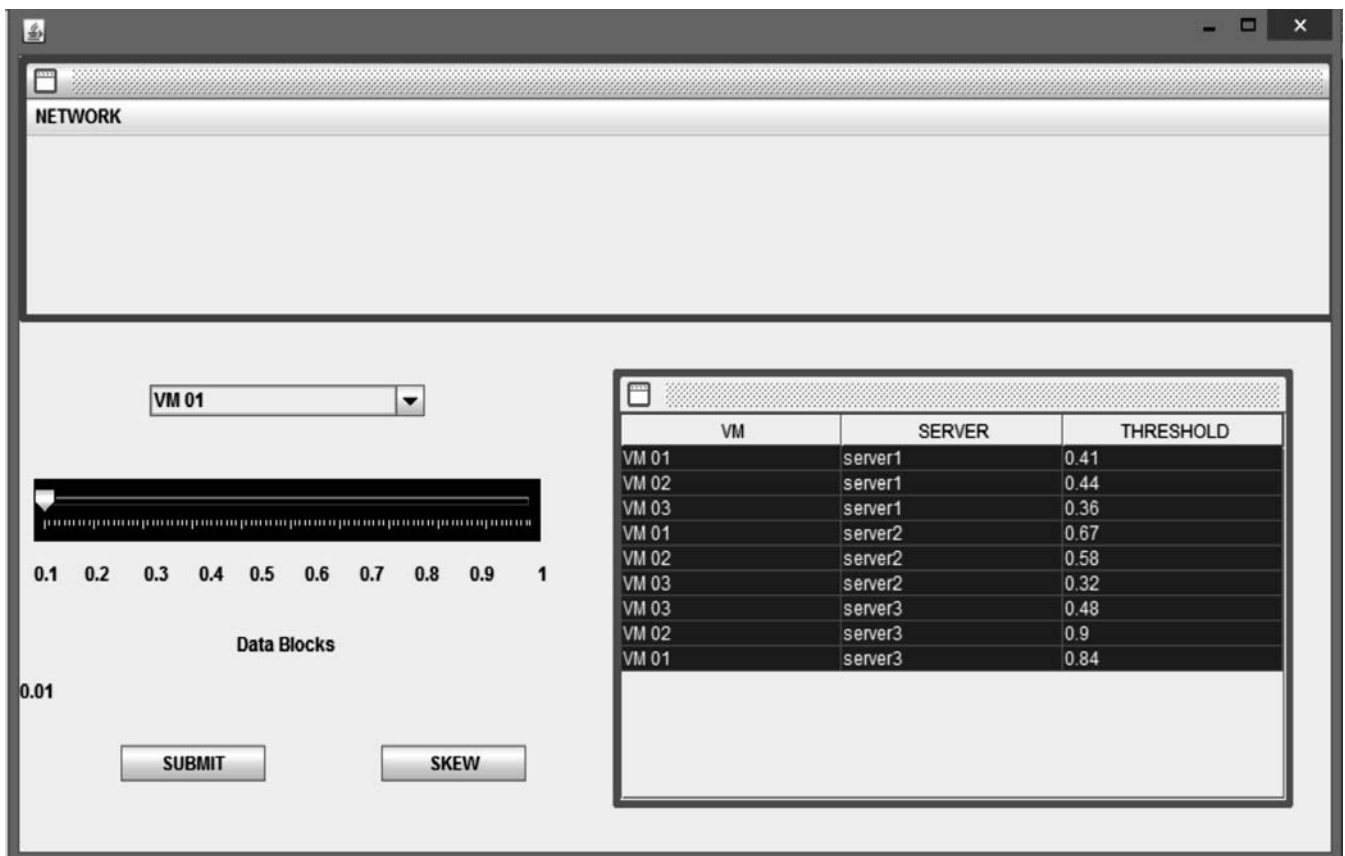 NETWORK
VM 01
0.1 0.2 0.3 0.4 0.5 0.6 0.7 0.8 0.9 1
Data Blocks
0.01
SUBMIT SKEW
VM SERVER THRESHOLD
VM 01 server1 0.41
VM 02 server1 0.44
VM 03 server1 0.36
VM 01 server2 0.67
VM 02 server2 0.58
VM 03 server2 0.32
VM 03 server3 0.48
VM 02 server3 0.9
VM 01 server3 0.84